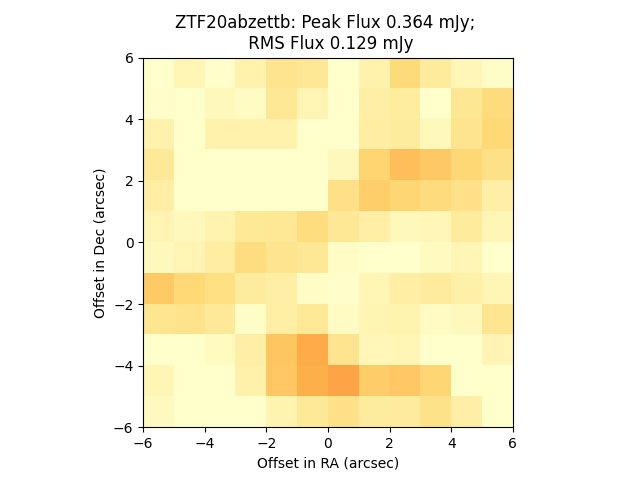 ZTF20abzettb: Peak Flux 0.364 mJy;
RMS Flux 0.129 mJy
6
4
2
0
−2
−4
−6
Offset in Dec (arcsec)
−6 −4 −2 0 2 4 6
Offset in RA (arcsec)